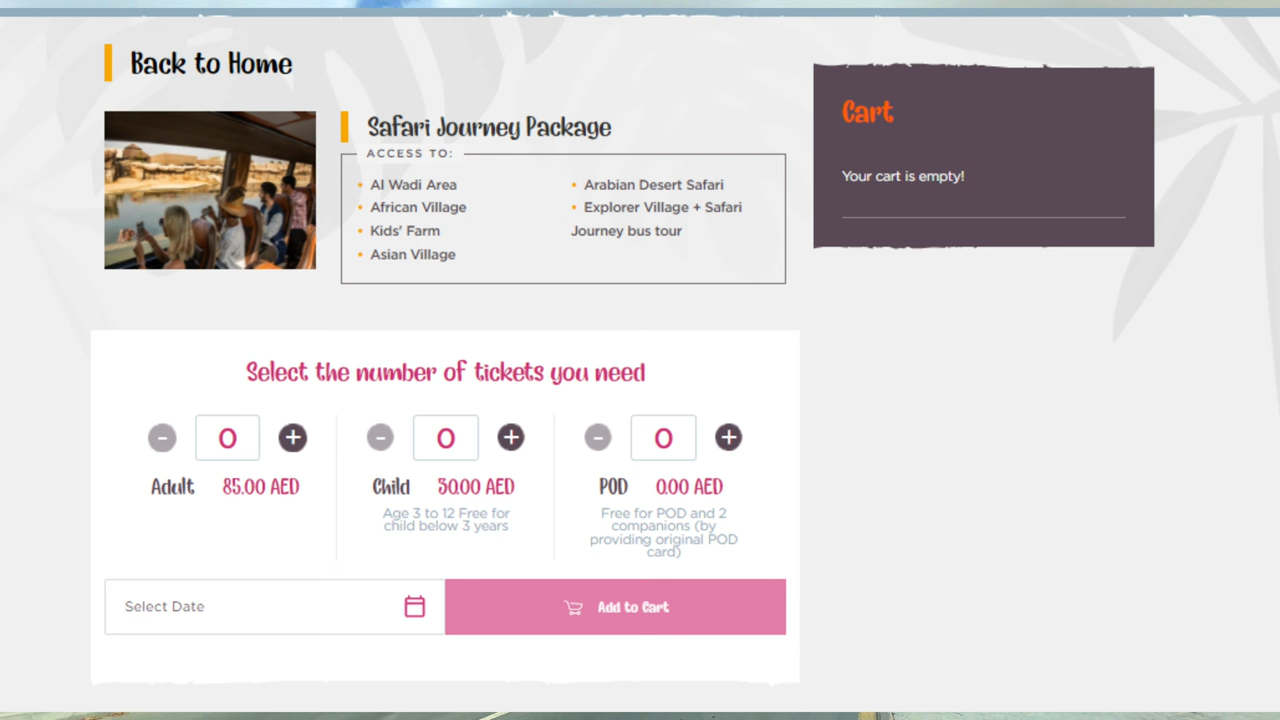 Back to Home
Safari Journey Package
ACCESS TO:
• Al Wadi Area
• African Village
• Kids' Farm
• Asian Village
• Arabian Desert Safari
• Explorer Village + Safari
Journey bus tour
Cart
Your cart is empty!
Select the number of tickets you need
- 0 +
Adult 85.00 AED
- 0 +
Child 30.00 AED
Age 3 to 12 Free for
child below 3 years
- 0 +
POD 0.00 AED
Free for POD and 2
companions (by
providing original POD
card)
Select Date
Add to Cart